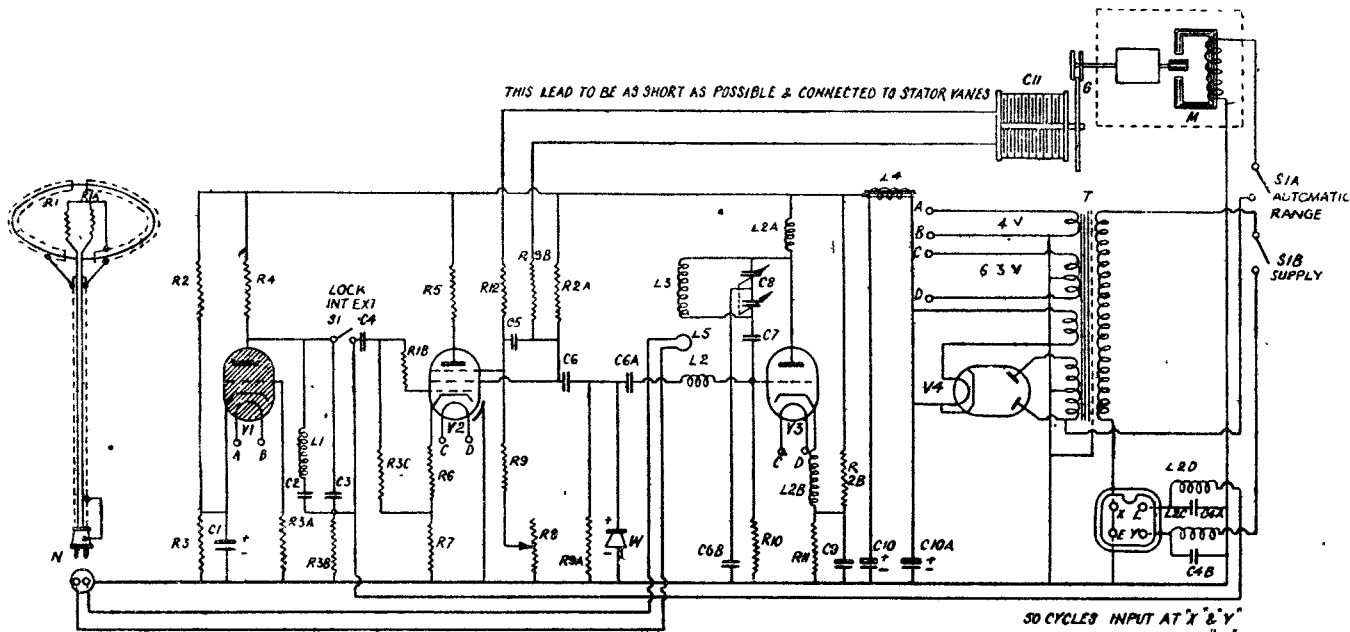 C11
G
M
THIS LEAD TO BE AS SHORT AS POSSIBLE & CONNECTED TO STATOR VANES
S1A
AUTOMATIC
RANGE
S1B
SUPPLY
T
L4
A
4 V
B
C
6 3 V
D
R1
R1A
R2
R4
LOCK
INT EXT
S1
C4
R5
R12
R2A
C5
L3
L2A
C8
C7
L5
R1B
C6
C6A
L2
V4
V1
A
B
L1
V2
C
D
V3
C
D
C2
C3
R3C
R6
R9
L2B
R
2B
L2D
X
L
E
Y
N
R3
C1
+
-
R3A
R3B
R7
R8
R9A
+
-
W
C6B
R10
R11
C9
C10
+
-
C10A
+
-
C4B
50 CYCLES INPUT AT "X" & "Y"